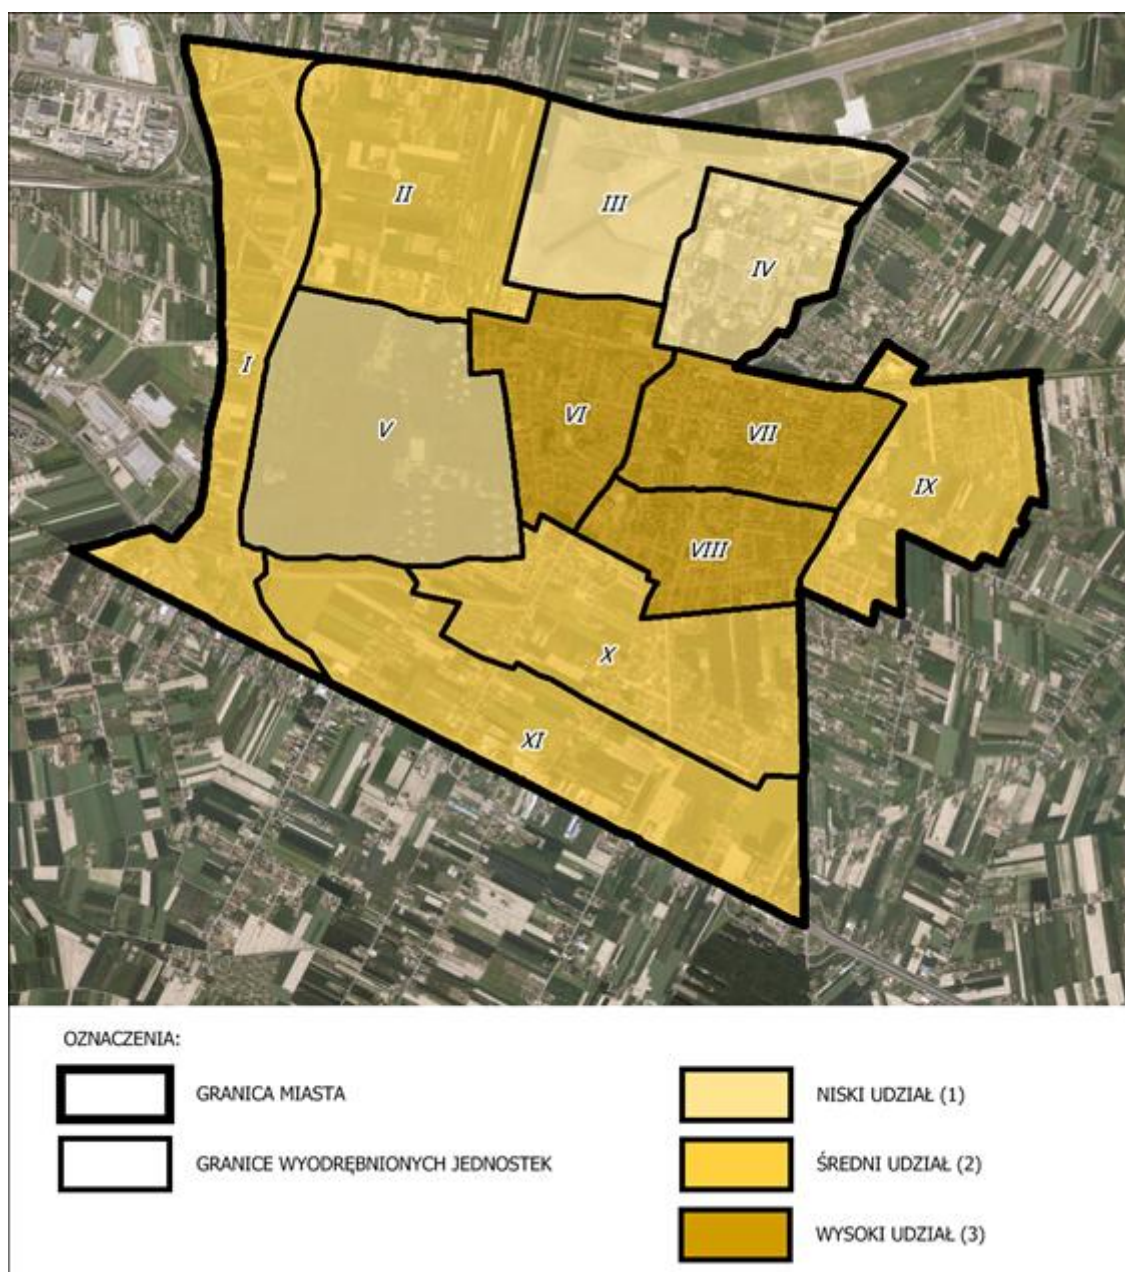 II
III
IV
I
V
VI
VII
IX
VIII
X
XI
OZNACZENIA:
GRANICA MIASTA
GRANICE WYODRĘBNIONYCH JEDNOSTEK
NISKI UDZIAŁ (1)
ŚREDNI UDZIAŁ (2)
WYSOKI UDZIAŁ (3)